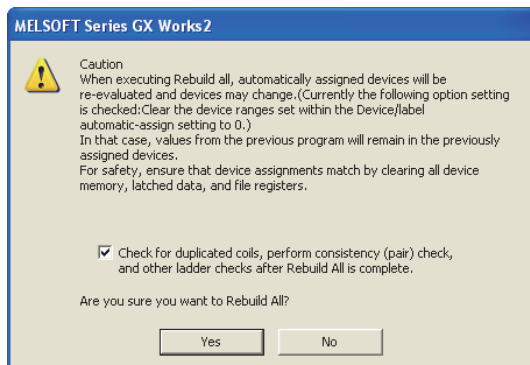 MELSOFT Series GX Works2
Caution
When executing Rebuild all, automatically assigned devices will be
re-evaluated and devices may change.(Currently the following option setting
is checked:Clear the device ranges set within the Device/label
automatic-assign setting to 0.)
In that case, values from the previous program will remain in the previously
assigned devices.
For safety, ensure that device assignments match by clearing all device
memory, latched data, and file registers.
Check for duplicated coils, perform consistency (pair) check,
and other ladder checks after Rebuild All is complete.
Are you sure you want to Rebuild All?
Yes
No